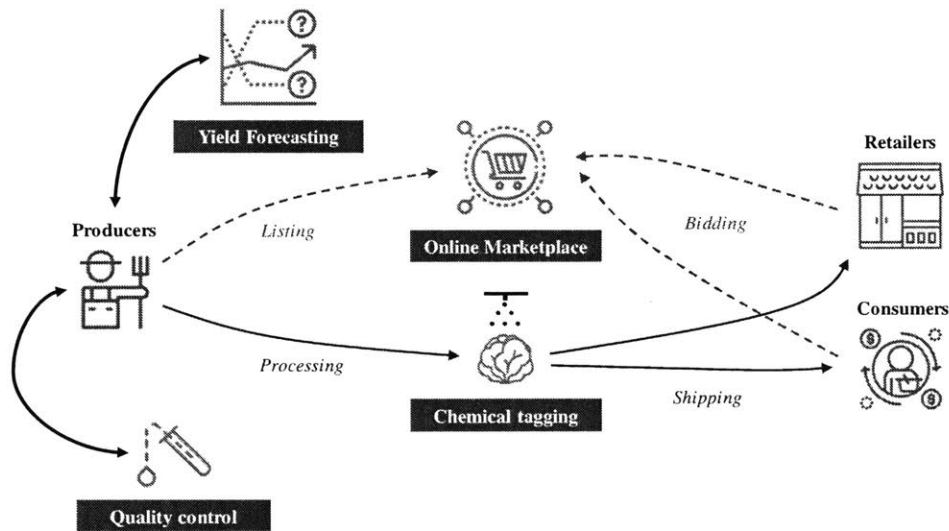 ?
?
Yield Forecasting
Retailers
Producers
Listing
Bidding
Online Marketplace
Consumers
$
Processing
Shipping
$
Chemical tagging
Quality control